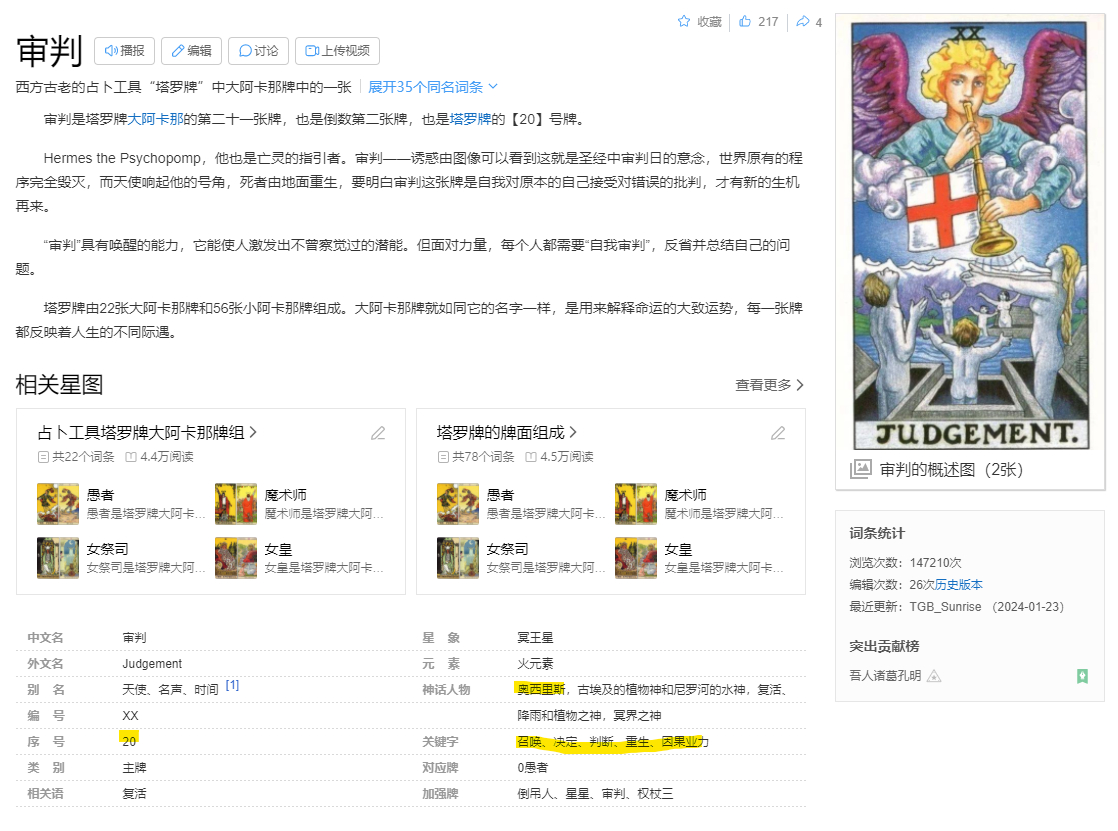 收藏 217 4
审判 播报 编辑 讨论 上传视频
西方古老的占卜工具“塔罗牌”中大阿卡那牌中的一张 展开35个同名词条
审判是塔罗牌大阿卡那的第二十一张牌，也是倒数第二张牌，也是塔罗牌的【20】号牌。
Hermes the Psychopomp，他也是亡灵的指引者。审判——诱惑由图像可以看到这就是圣经中审判日的意念，世界原有的程
序完全毁灭，而天使响起他的号角，死者由地面重生，要明白审判这张牌是自我对原本的自己接受对错误的批判，才有新的生机
再来。
“审判”具有唤醒的能力，它能使人激发出不曾察觉过的潜能。但面对力量，每个人都需要“自我审判”，反省并总结自己的问
题。
塔罗牌由22张大阿卡那牌和56张小阿卡那牌组成。大阿卡那牌就如同它的名字一样，是用来解释命运的大致运势，每一张牌
都反映着人生的不同际遇。
相关星图 查看更多
占卜工具塔罗牌大阿卡那牌组
共22个词条 4.4万阅读
愚者 魔术师
愚者是塔罗牌大阿卡... 魔术师是塔罗牌大阿...
女祭司 女皇
女祭司是塔罗牌大阿... 女皇是塔罗牌大阿卡...
塔罗牌的牌面组成
共78个词条 4.5万阅读
愚者 魔术师
愚者是塔罗牌大阿卡... 魔术师是塔罗牌大阿...
女祭司 女皇
女祭司是塔罗牌大阿... 女皇是塔罗牌大阿卡...
中文名 审判 星 象 冥王星
外文名 Judgement 元 素 火元素
别 名 天使、名声、时间 [1] 神话人物 奥西里斯，古埃及的植物神和尼罗河的水神，复活、
编 号 XX 降雨和植物之神，冥界之神
序 号 20 关键字 召唤、决定、判断、重生、因果业力
类 别 主牌 对应牌 0愚者
相关语 复活 加强牌 倒吊人、星星、审判、权杖三
XX
JUDGEMENT.
审判的概述图（2张）
词条统计
浏览次数：147210次
编辑次数：26次历史版本
最近更新：TGB_Sunrise （2024-01-23）
突出贡献榜
吾人诸葛孔明